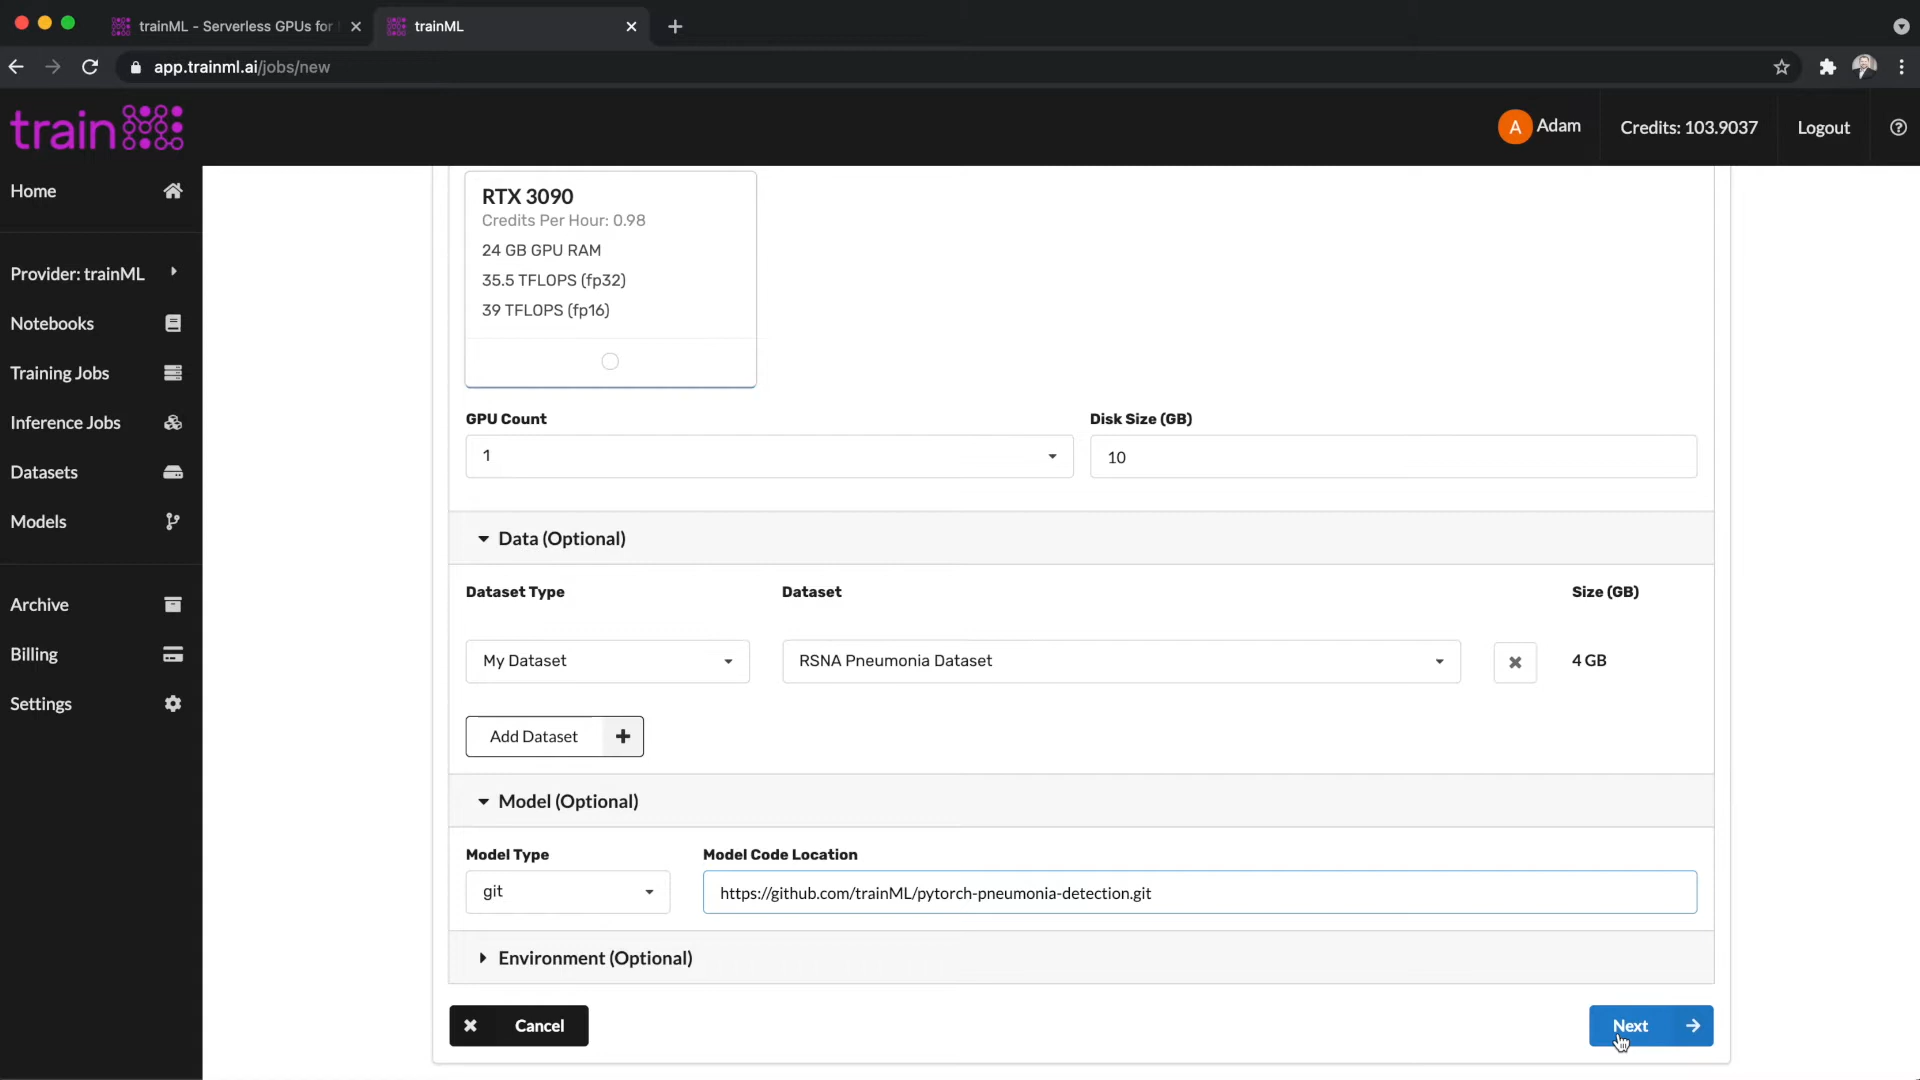 trainML - Serverless GPUs for
trainML
app.trainml.ai/jobs/new
train
A Adam
Credits: 103.9037
Logout
Home
Provider: trainML
Notebooks
Training Jobs
Inference Jobs
Datasets
Models
Archive
Billing
Settings
RTX 3090
Credits Per Hour: 0.98
24 GB GPU RAM
35.5 TFLOPS (fp32)
39 TFLOPS (fp16)
GPU Count
Disk Size (GB)
1
10
Data (Optional)
Dataset Type
Dataset
Size (GB)
My Dataset
RSNA Pneumonia Dataset
4 GB
Add Dataset
Model (Optional)
Model Type
Model Code Location
git
https://github.com/trainML/pytorch-pneumonia-detection.git
Environment (Optional)
Cancel
Next